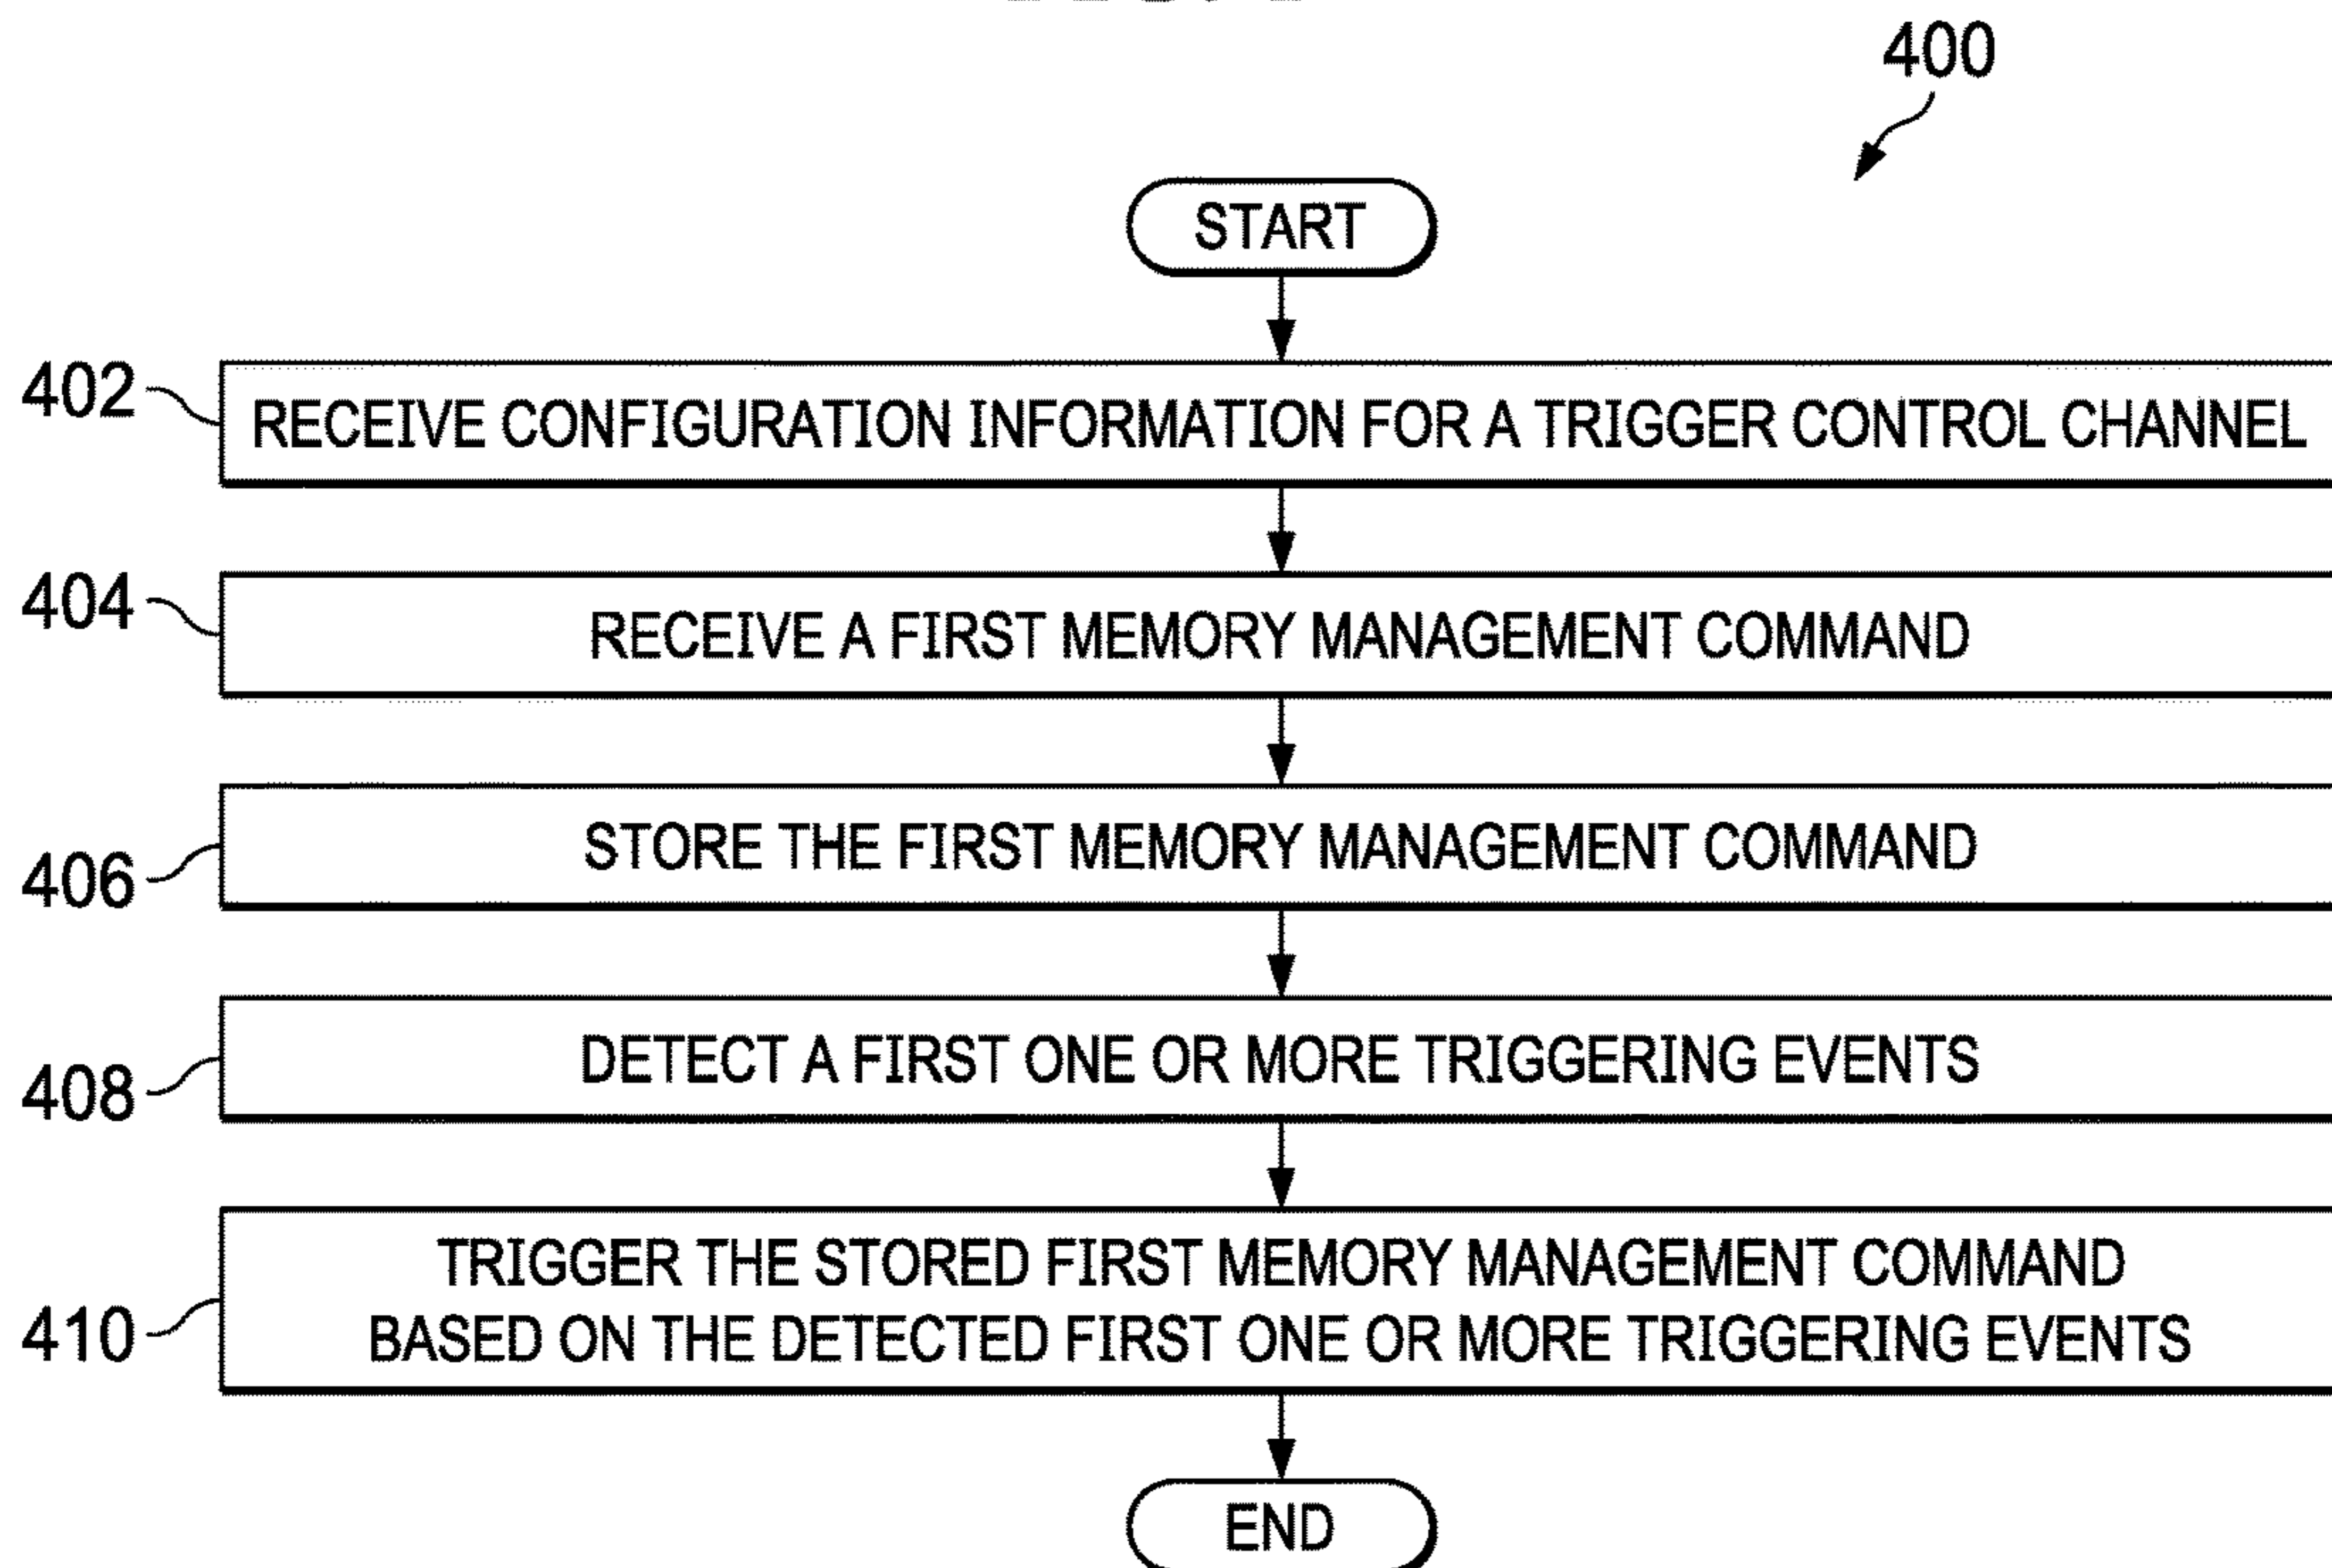 400
START
402 RECEIVE CONFIGURATION INFORMATION FOR A TRIGGER CONTROL CHANNEL
404 RECEIVE A FIRST MEMORY MANAGEMENT COMMAND
406 STORE THE FIRST MEMORY MANAGEMENT COMMAND
408 DETECT A FIRST ONE OR MORE TRIGGERING EVENTS
410 TRIGGER THE STORED FIRST MEMORY MANAGEMENT COMMAND
BASED ON THE DETECTED FIRST ONE OR MORE TRIGGERING EVENTS
END